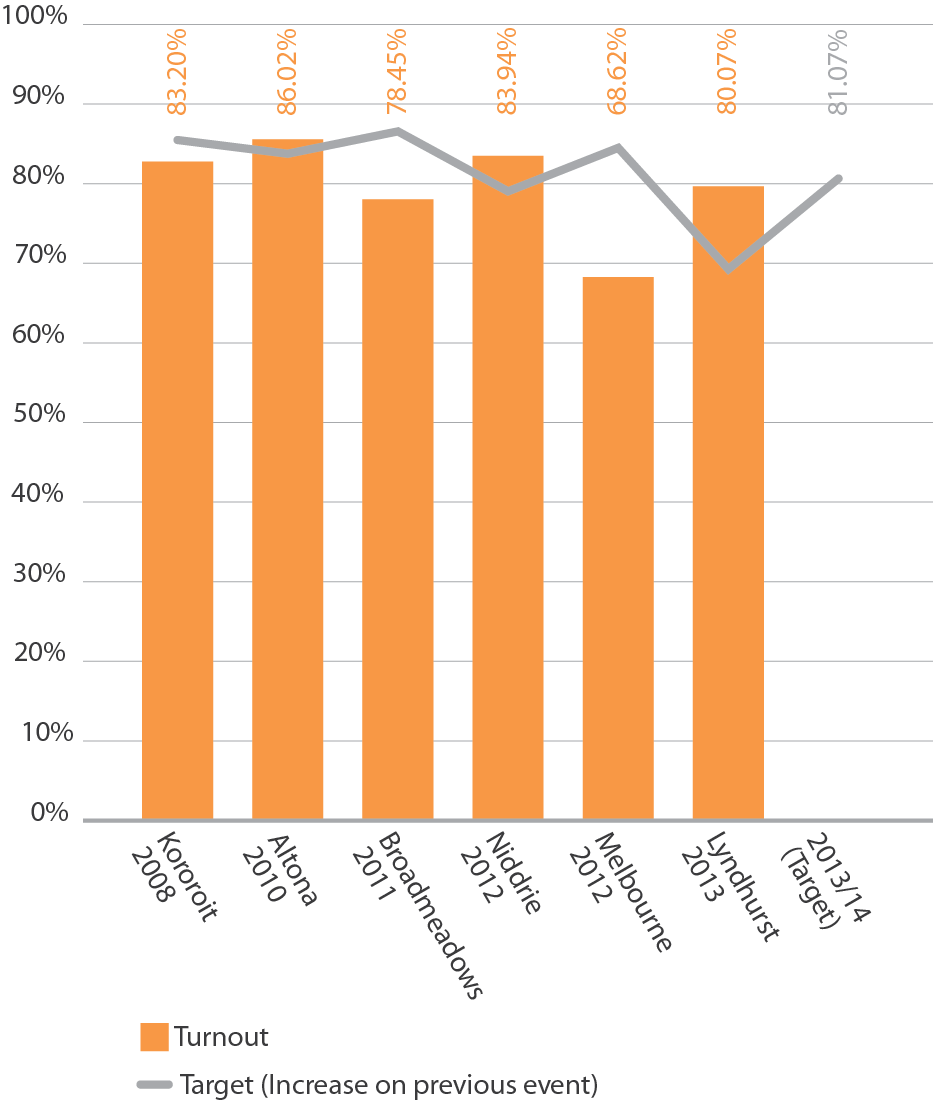 100%
90%
80%
70%
60%
50%
40%
30%
20%
10%
0%
83.20%
86.02%
78.45%
83.94%
68.62%
80.07%
81.07%
Kororoit
2008
Altona
2010
Broadmeadows
2011
Niddrie
2012
Melbourne
2012
Lyndhurst
2013
2013/14
(Target)
Turnout
Target (Increase on previous event)